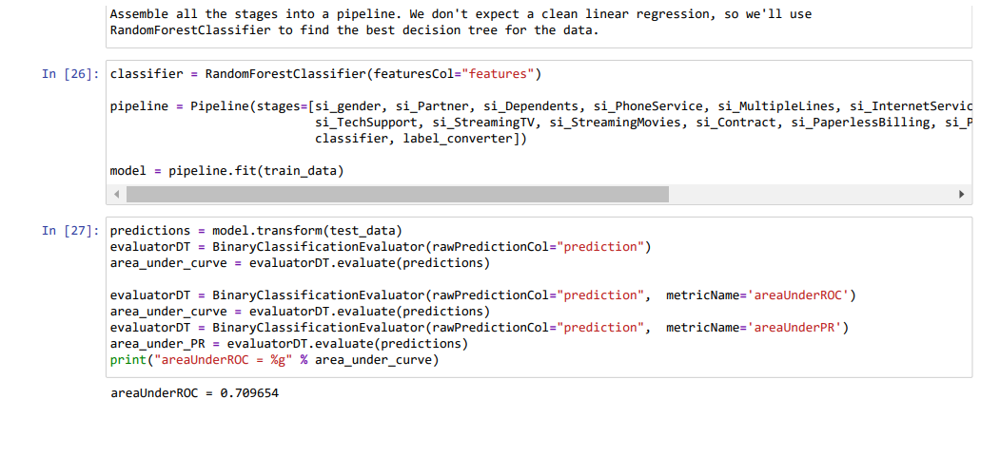 Assemble all the stages into a pipeline. We don't expect a clean linear regression, so we'll use
RandomForestClassifier to find the best decision tree for the data.
In [26]: classifier = RandomForestClassifier(featuresCol="features")
pipeline = Pipeline(stages=[si_gender, si_Partner, si_Dependents, si_PhoneService, si_MultipleLines, si_InternetServic
si_TechSupport, si_StreamingTV, si_StreamingMovies, si_Contract, si_PaperlessBilling, si_P
classifier, label_converter])
model = pipeline.fit(train_data)
In [27]: predictions = model.transform(test_data)
evaluatorDT = BinaryClassificationEvaluator(rawPredictionCol="prediction")
area_under_curve = evaluatorDT.evaluate(predictions)
evaluatorDT = BinaryClassificationEvaluator(rawPredictionCol="prediction",  metricName='areaUnderROC')
area_under_curve = evaluatorDT.evaluate(predictions)
evaluatorDT = BinaryClassificationEvaluator(rawPredictionCol="prediction",  metricName='areaUnderPR')
area_under_PR = evaluatorDT.evaluate(predictions)
print("areaUnderROC = %g" % area_under_curve)
areaUnderROC = 0.709654